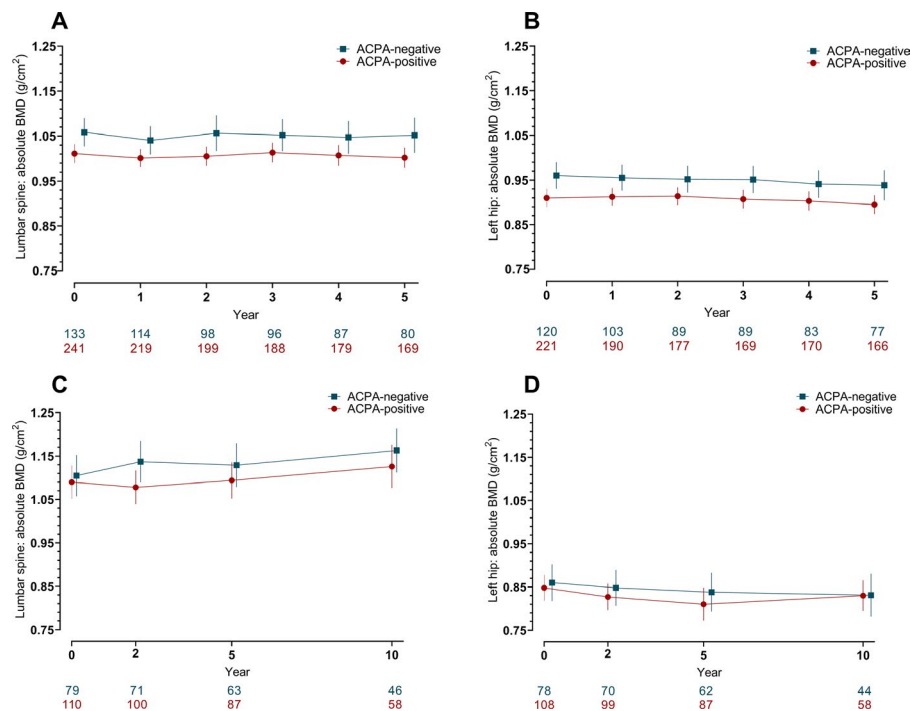 A
ACPA-negative
ACPA-positive
Lumbar spine: absolute BMD (g/cm²)
1.25
1.15
1.05
0.95
0.85
0.75
0 1 2 3 4 5
Year
133 114 98 96 87 80
241 219 199 188 179 169
B
ACPA-negative
ACPA-positive
Left hip: absolute BMD (g/cm²)
1.25
1.15
1.05
0.95
0.85
0.75
0 1 2 3 4 5
Year
120 103 89 89 83 77
221 190 177 169 170 166
C
ACPA-negative
ACPA-positive
Lumbar spine: absolute BMD (g/cm²)
1.25
1.15
1.05
0.95
0.85
0.75
0 2 5 10
Year
79 71 63 46
110 100 87 58
D
ACPA-negative
ACPA-positive
Left hip: absolute BMD (g/cm²)
1.25
1.15
1.05
0.95
0.85
0.75
0 2 5 10
Year
78 70 62 44
108 99 87 58